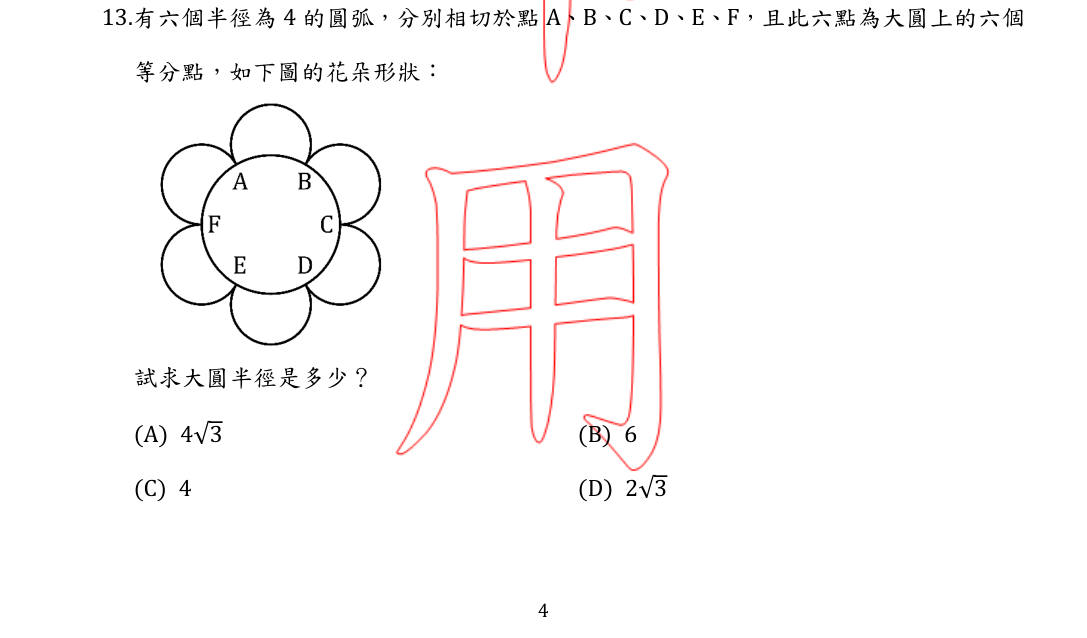 13.有六個半徑為 4 的圓弧，分別相切於點 A、B、C、D、E、F，且此六點為大圓上的六個
等分點，如下圖的花朵形狀：
A B
F C
E D
用
試求大圓半徑是多少？
(A) 4√3 (B) 6
(C) 4 (D) 2√3
4